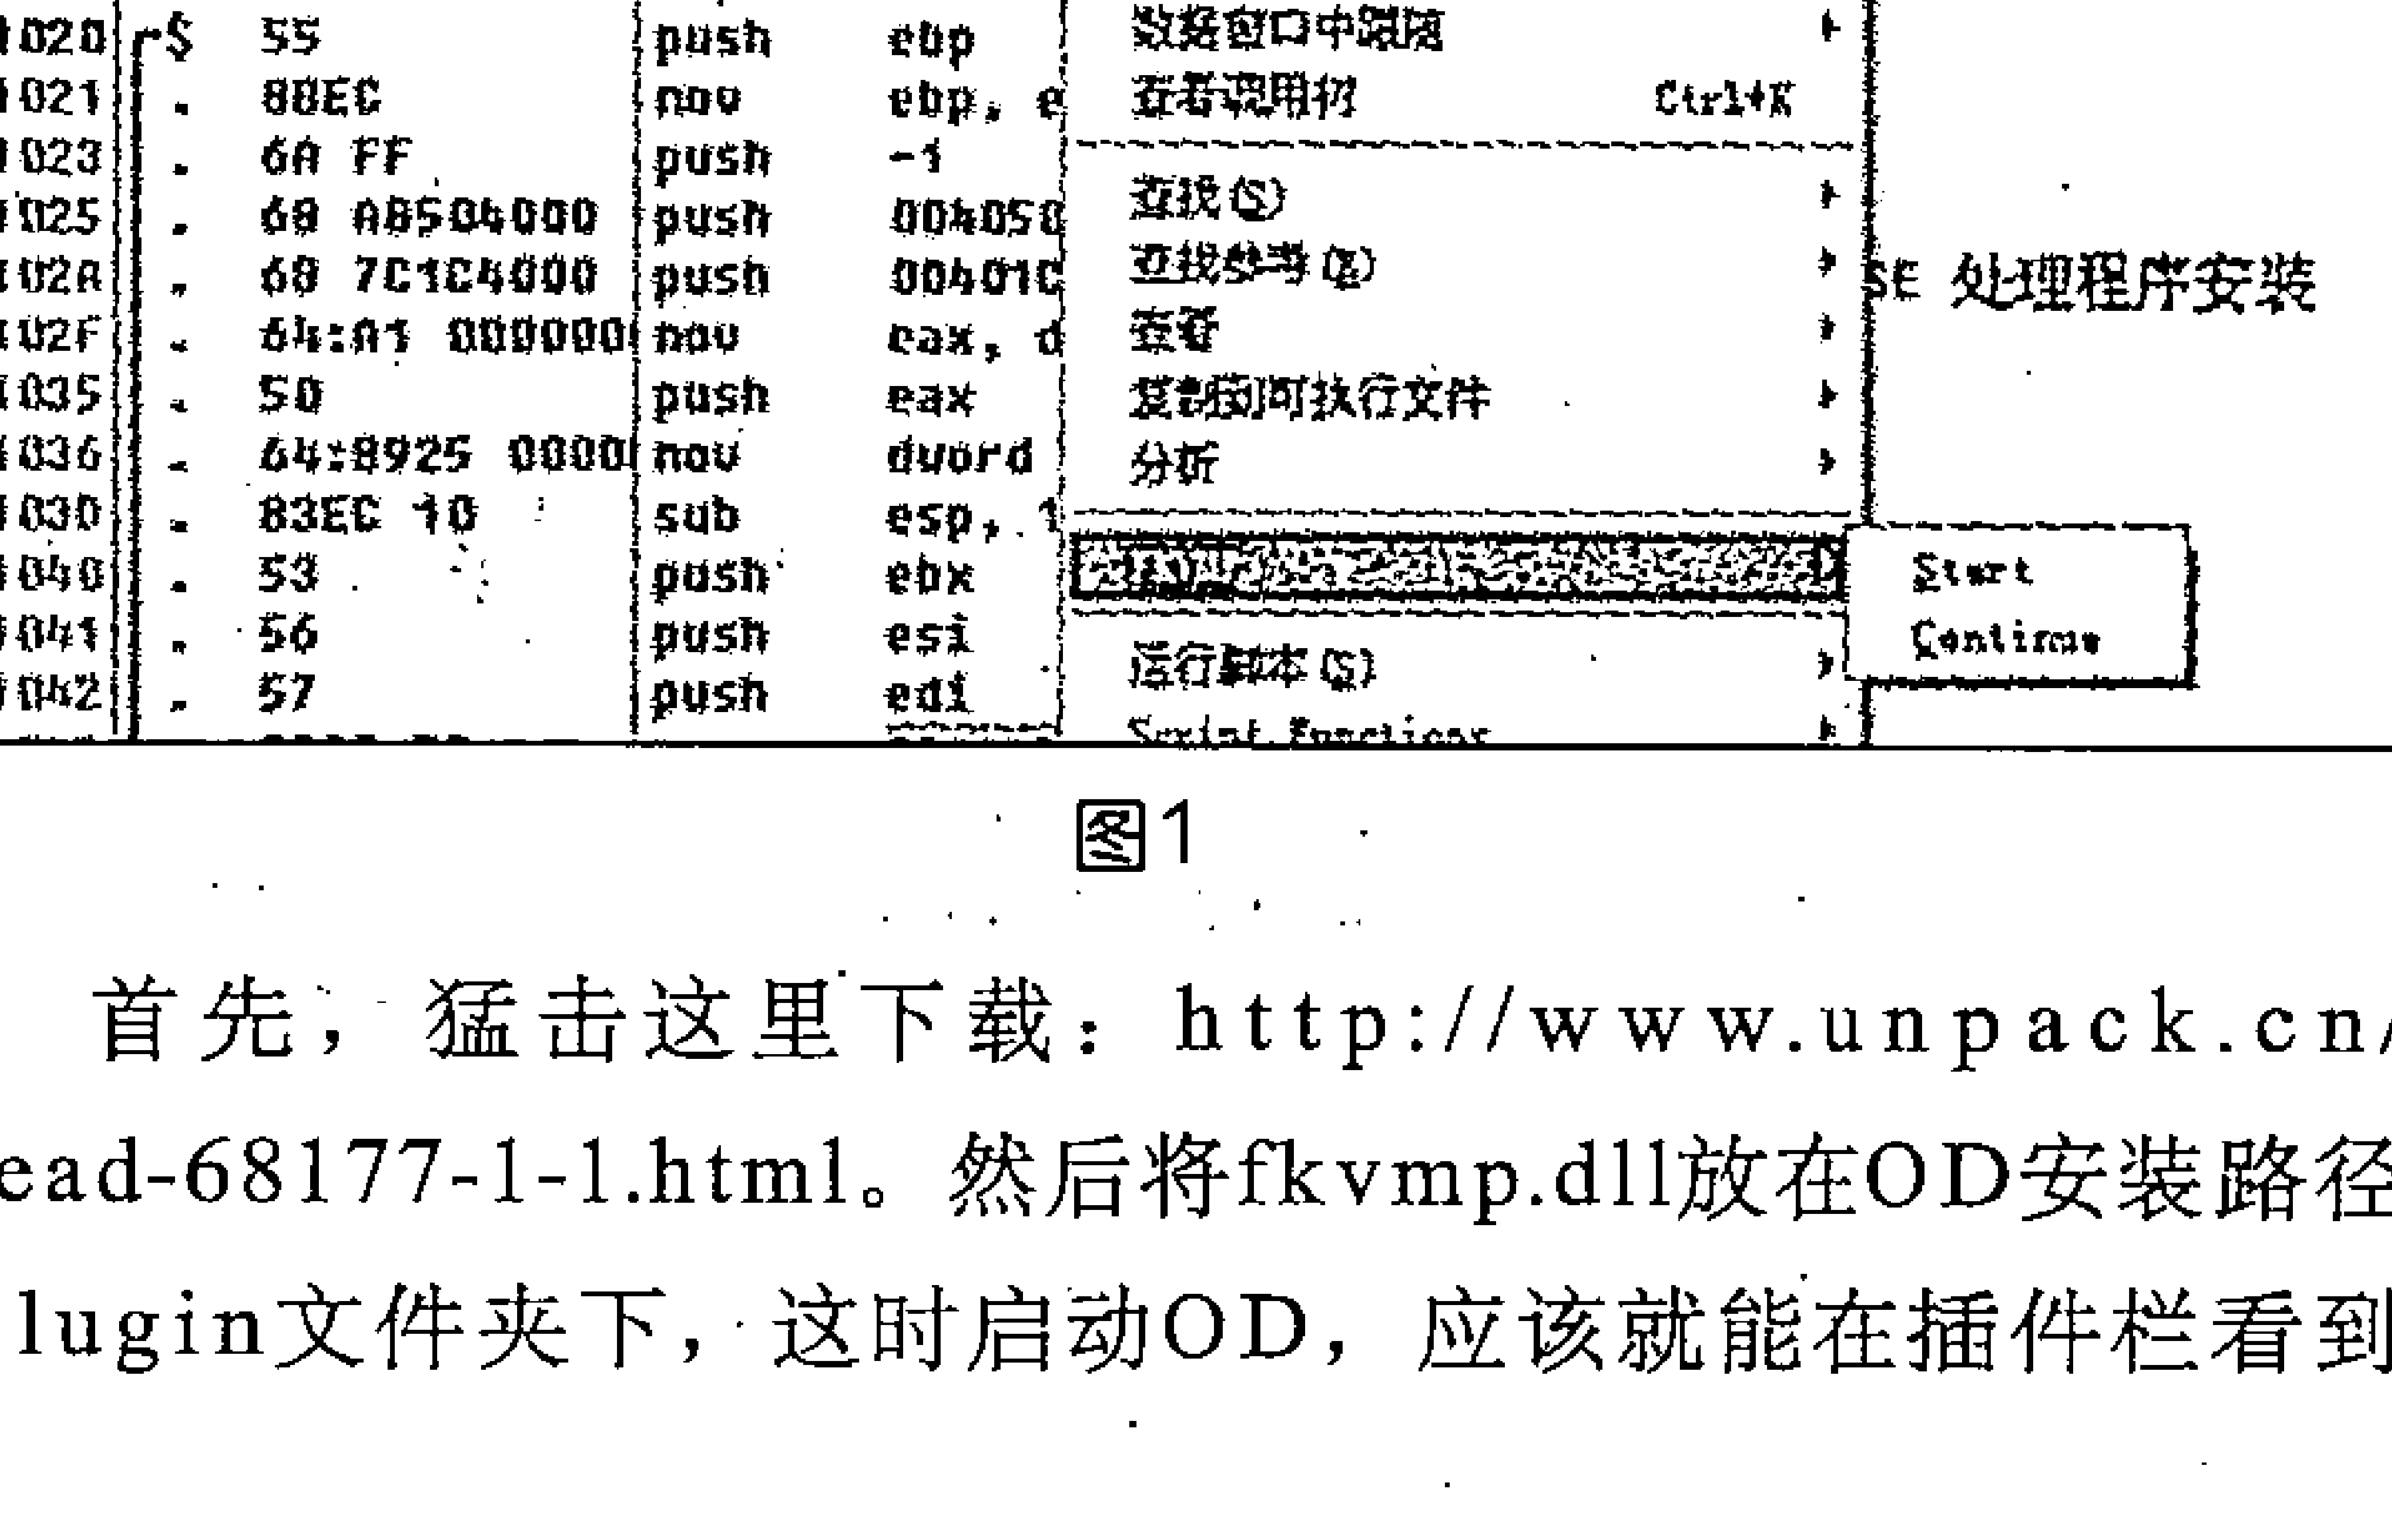 1020 $ 55 push ebp 数据窗口中跟随
1021 . 8BEC mov ebp, e 查看调用树 Ctrl+K
1023 . 6A FF push -1
1025 . 68 A8504000 push 004050 查找(S)
102A . 68 7C1C4000 push 00401C 查找参考(R) SE 处理程序安装
102F . 64:A1 000000 mov eax, d 查看
1035 . 50 push eax 复制到可执行文件
1036 . 64:8925 0000 mov dword 分析
103D . 83EC 10 sub esp, 1
1040 . 53 push ebx Start
1041 . 56 push esi 运行脚本(S) Continue
1042 . 57 push edi
Script Functions
图1
首先，猛击这里下载：http://www.unpack.cn/
ead-68177-1-1.html。然后将fkvmp.dll放在OD安装路径
lugin文件夹下，这时启动OD，应该就能在插件栏看到